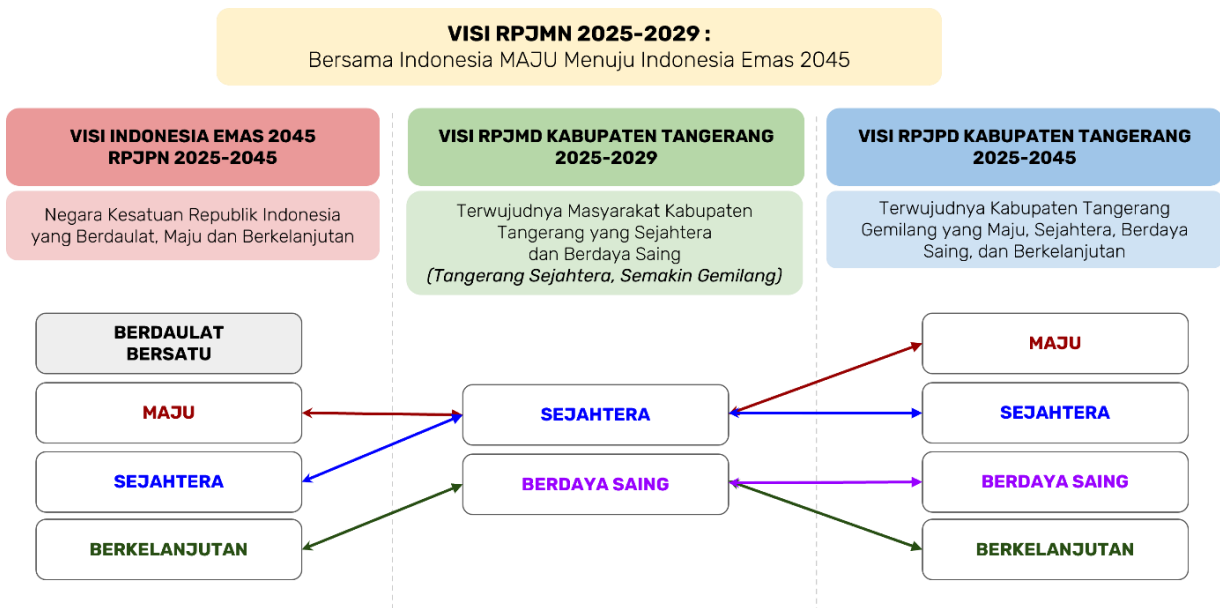 VISI RPJMN 2025-2029 :
Bersama Indonesia MAJU Menuju Indonesia Emas 2045
VISI INDONESIA EMAS 2045
RPJPN 2025-2045
Negara Kesatuan Republik Indonesia
yang Berdaulat, Maju dan Berkelanjutan
BERDAULAT
BERSATU
MAJU
SEJAHTERA
BERKELANJUTAN
VISI RPJMD KABUPATEN TANGERANG
2025-2029
Terwujudnya Masyarakat Kabupaten
Tangerang yang Sejahtera
dan Berdaya Saing
(Tangerang Sejahtera, Semakin Gemilang)
SEJAHTERA
BERDAYA SAING
VISI RPJPD KABUPATEN TANGERANG
2025-2045
Terwujudnya Kabupaten Tangerang
Gemilang yang Maju, Sejahtera, Berdaya
Saing, dan Berkelanjutan
MAJU
SEJAHTERA
BERDAYA SAING
BERKELANJUTAN